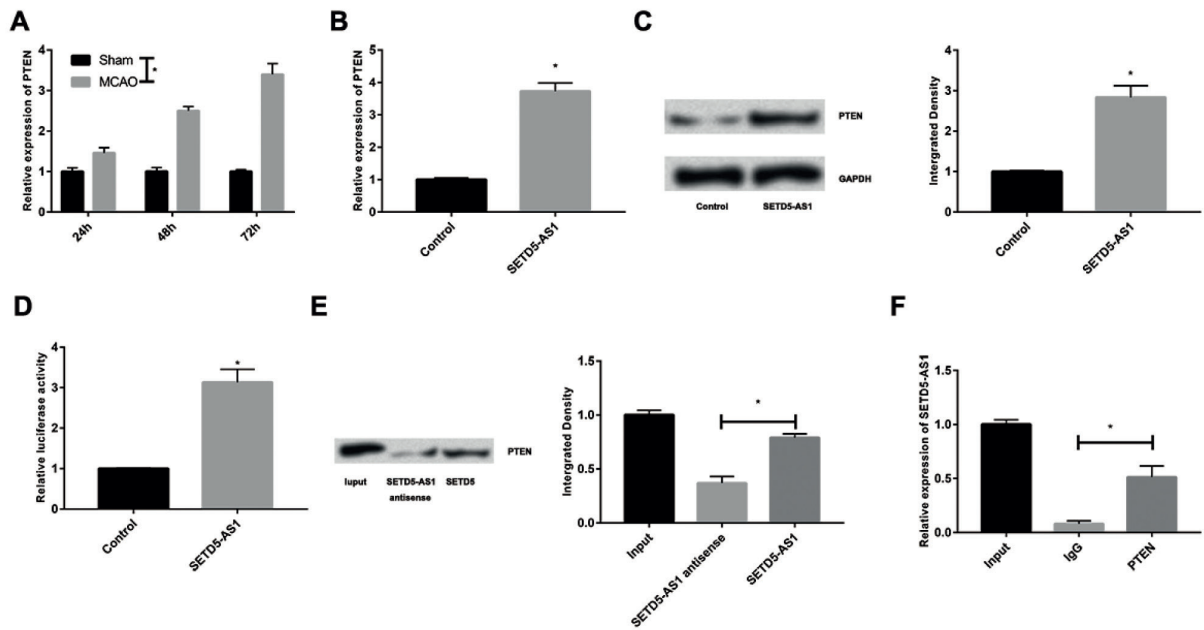 A
Relative expression of PTEN
4
3
2
1
0
Sham
MCAO
*
24h
48h
72h
B
Relative expression of PTEN
5
4
3
2
1
0
*
Control
SETD5-AS1
C
PTEN
GAPDH
Control
SETD5-AS1
Intergrated Density
4
3
2
1
0
*
Control
SETD5-AS1
D
Relative luciferase activity
4
3
2
1
0
*
Control
SETD5-AS1
E
PTEN
Iuput
SETD5-AS1
antisense
SETD5
Intergrated Density
1.5
1.0
0.5
0.0
*
Input
SETD5-AS1 antisense
SETD5-AS1
F
Relative expression of SETD5-AS1
1.5
1.0
0.5
0.0
*
Input
IgG
PTEN